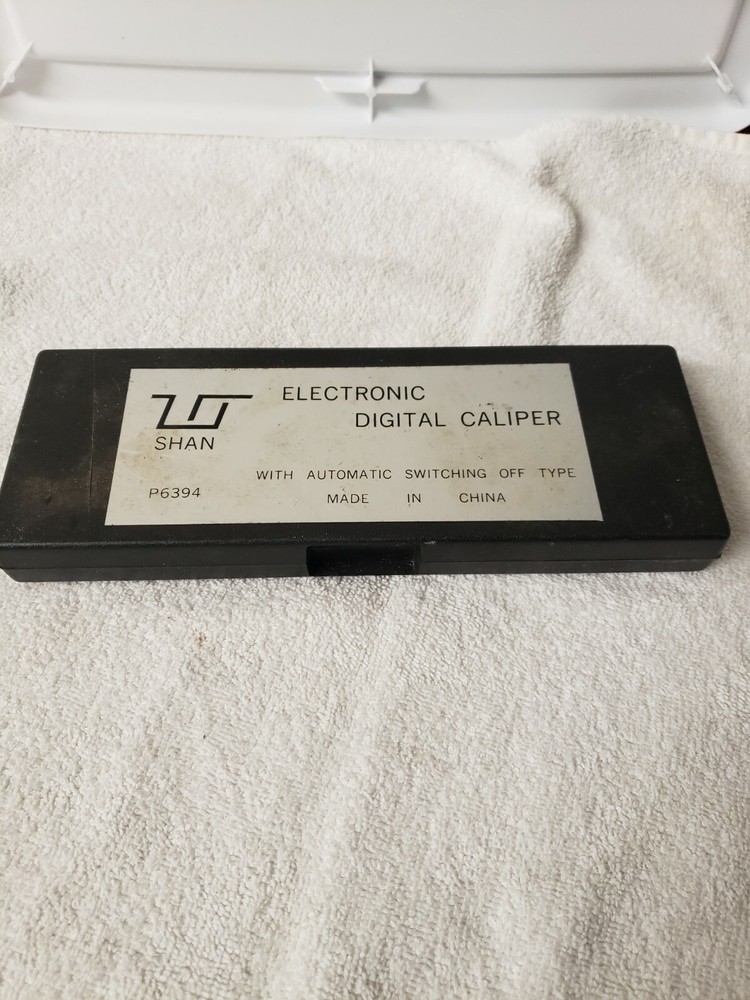 ELECTRONIC
DIGITAL CALIPER
SHAN
WITH AUTOMATIC SWITCHING OFF TYPE
P6394
MADE IN CHINA